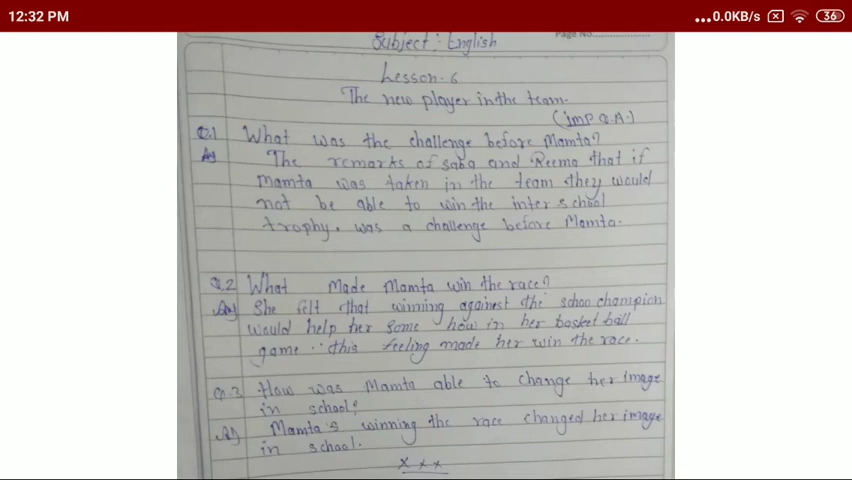 12:32 PM
...0.0KB/s
36
Subject: English
Page No.
Lesson-6
The new player in the team.
(imp Q.A.)
Q.1 What was the challenge before Mamta?
Ans The remarks of saba and Reema that if
Mamta was taken in the team they would
not be able to win the inter school
trophy. was a challenge before Mamta.
Q.2 What made Mamta win the race?
Ans She felt that winning against the schoo champion
would help her some how in her basket ball
game. this feeling made her win the race.
Q.3 How was Mamta able to change her image
in school?
A) Mamta's winning the race changed her image
in school.
x x x